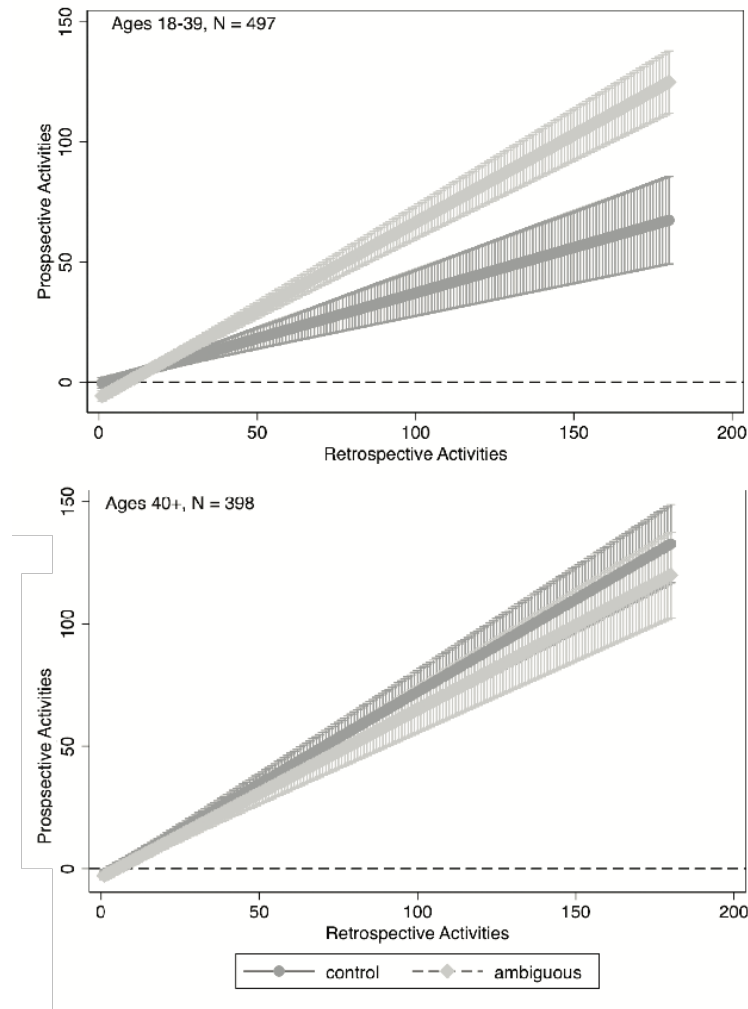 Ages 18-39, N = 497
150
100
50
0
Prospsective Activities
0 50 100 150 200
Retrospective Activities
Ages 40+, N = 398
150
100
50
0
Prospsective Activities
0 50 100 150 200
Retrospective Activities
control ambiguous